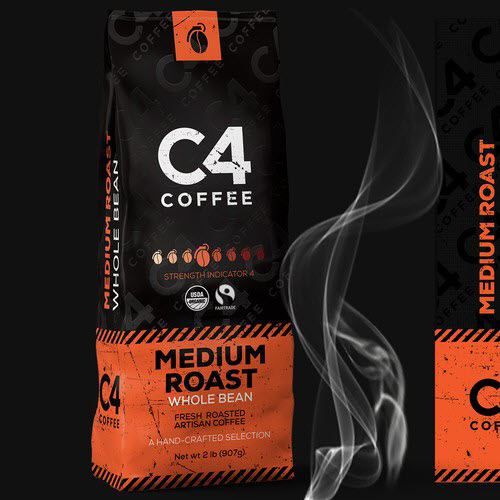 C4
COFFEE
STRENGTH INDICATOR 4
USDA
ORGANIC
FAIRTRADE
MEDIUM ROAST
WHOLE BEAN
MEDIUM
ROAST
WHOLE BEAN
FRESH ROASTED
ARTISAN COFFEE
A HAND-CRAFTED SELECTION
Net wt 2 lb (907g)
C4
COFFEE
MEDIUM ROAST